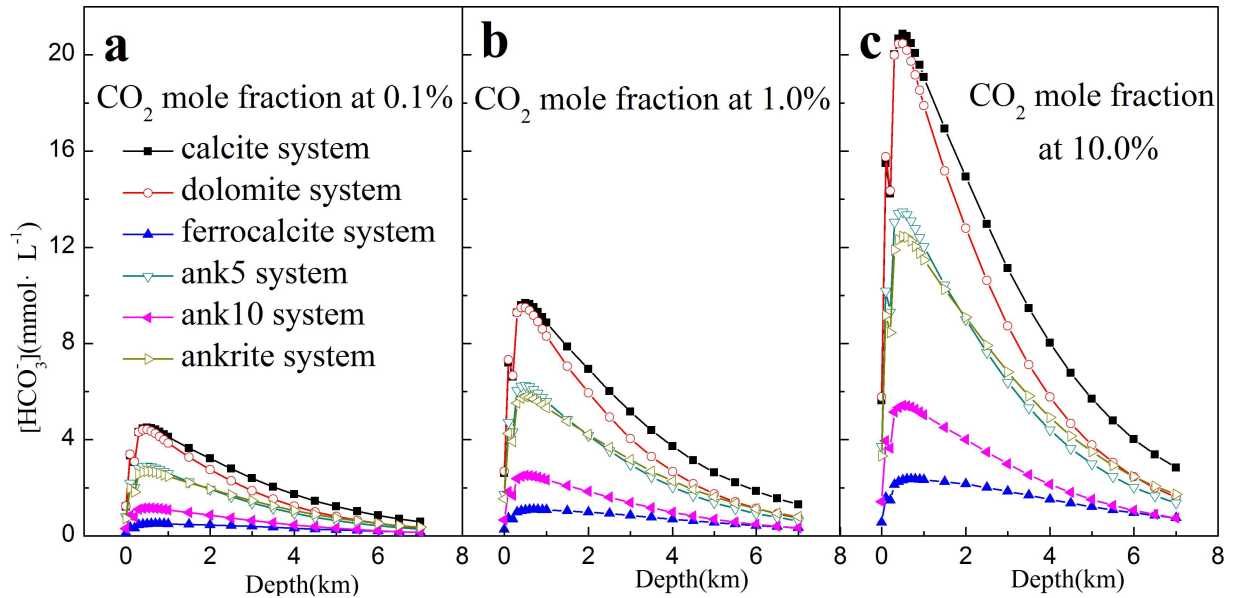 a
CO₂ mole fraction at 0.1%
calcite system
dolomite system
ferrocalcite system
ank5 system
ank10 system
ankrite system
b
CO₂ mole fraction at 1.0%
c
CO₂ mole fraction
at 10.0%
[HCO₃⁻](mmol· L⁻¹)
20
16
12
8
4
0
0 2 4 6 8
0 2 4 6 8
0 2 4 6 8
Depth(km)
Depth(km)
Depth(km)